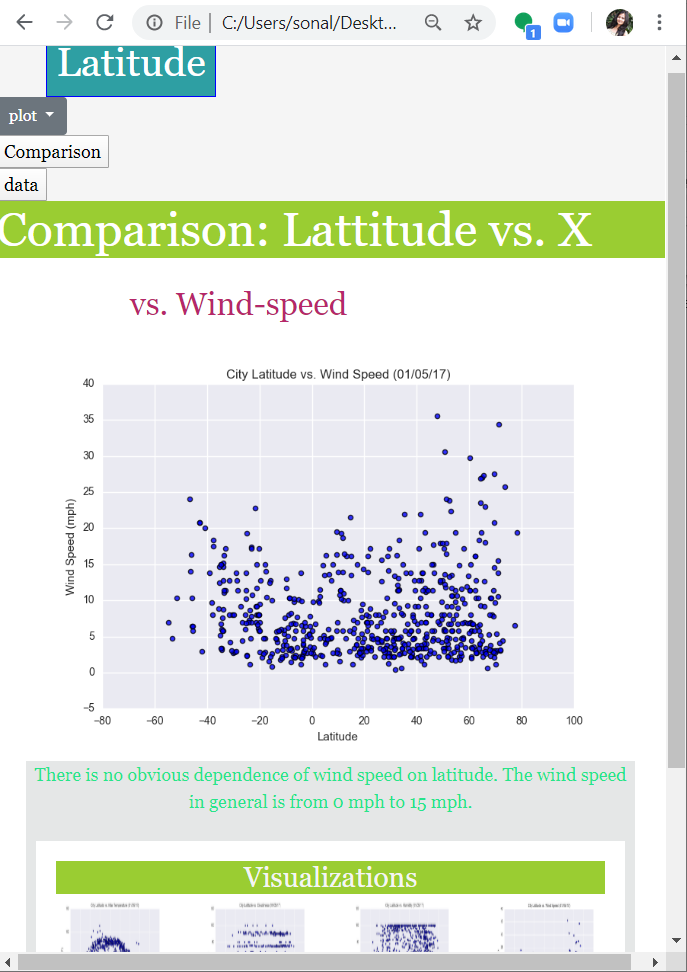 File | C:/Users/sonal/Deskt...
1
Latitude
plot
Comparison
data
Comparison: Lattitude vs. X
vs. Wind-speed
City Latitude vs. Wind Speed (01/05/17)
40
35
30
25
20
15
10
5
0
−5
Wind Speed (mph)
−80 −60 −40 −20 0 20 40 60 80 100
Latitude
There is no obvious dependence of wind speed on latitude. The wind speed
in general is from 0 mph to 15 mph.
Visualizations